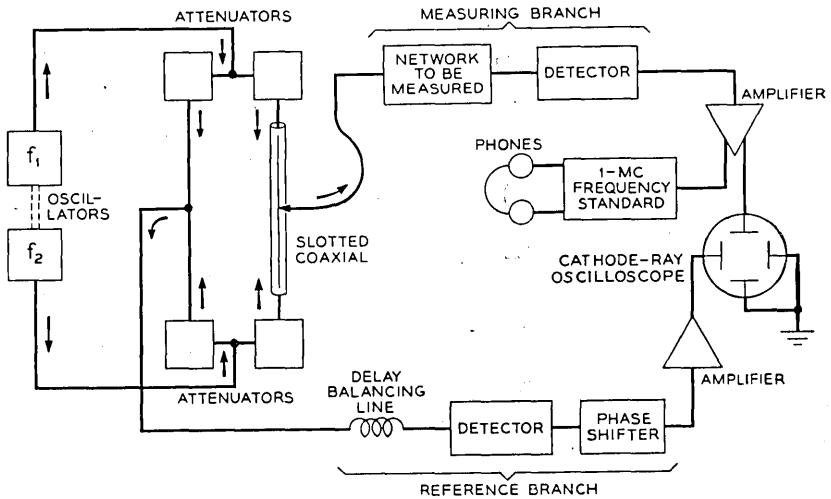 ATTENUATORS
MEASURING BRANCH
NETWORK
TO BE
MEASURED
DETECTOR
AMPLIFIER
f1
OSCIL-
LATORS
f2
PHONES
1-MC
FREQUENCY
STANDARD
SLOTTED
COAXIAL
CATHODE-RAY
OSCILLOSCOPE
ATTENUATORS
DELAY
BALANCING
LINE
DETECTOR
PHASE
SHIFTER
AMPLIFIER
REFERENCE BRANCH